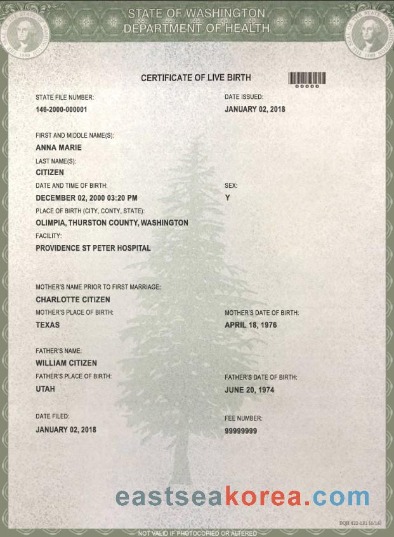 STATE OF WASHINGTON
DEPARTMENT OF HEALTH
CERTIFICATE OF LIVE BIRTH
STATE FILE NUMBER:
DATE ISSUED:
146-2000-000001
JANUARY 02, 2018
FIRST AND MIDDLE NAME(S):
ANNA MARIE
LAST NAME(S):
CITIZEN
DATE AND TIME OF BIRTH:
SEX:
DECEMBER 02, 2000 03:20 PM
Y
PLACE OF BIRTH (CITY, CONTY, STATE):
OLIMPIA, THURSTON COUNTY, WASHINGTON
FACILITY:
PROVIDENCE ST PETER HOSPITAL
MOTHER'S NAME PRIOR TO FIRST MARRIAGE:
CHARLOTTE CITIZEN
MOTHER'S PLACE OF BIRTH:
MOTHER'S DATE OF BIRTH:
TEXAS
APRIL 18, 1976
FATHER'S NAME:
WILLIAM CITIZEN
FATHER'S PLACE OF BIRTH:
FATHER'S DATE OF BIRTH:
UTAH
JUNE 20, 1974
DATE FILED:
FEE NUMBER:
JANUARY 02, 2018
99999999
eastseakorea.com
NOT VALID IF PHOTOCOPIED OR ALTERED